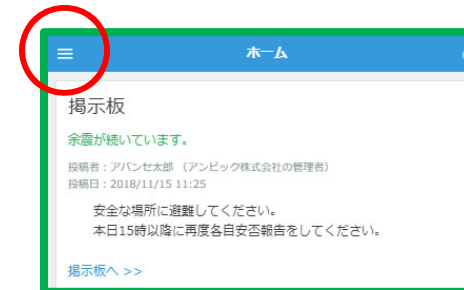 ホーム
掲示板
余震が続いています。
投稿者：アバンセ太郎 （アンピック株式会社の管理者）
投稿日：2018/11/15 11:25
安全な場所に避難してください。
本日15時以降に再度各自安否報告をしてください。
掲示板へ >>